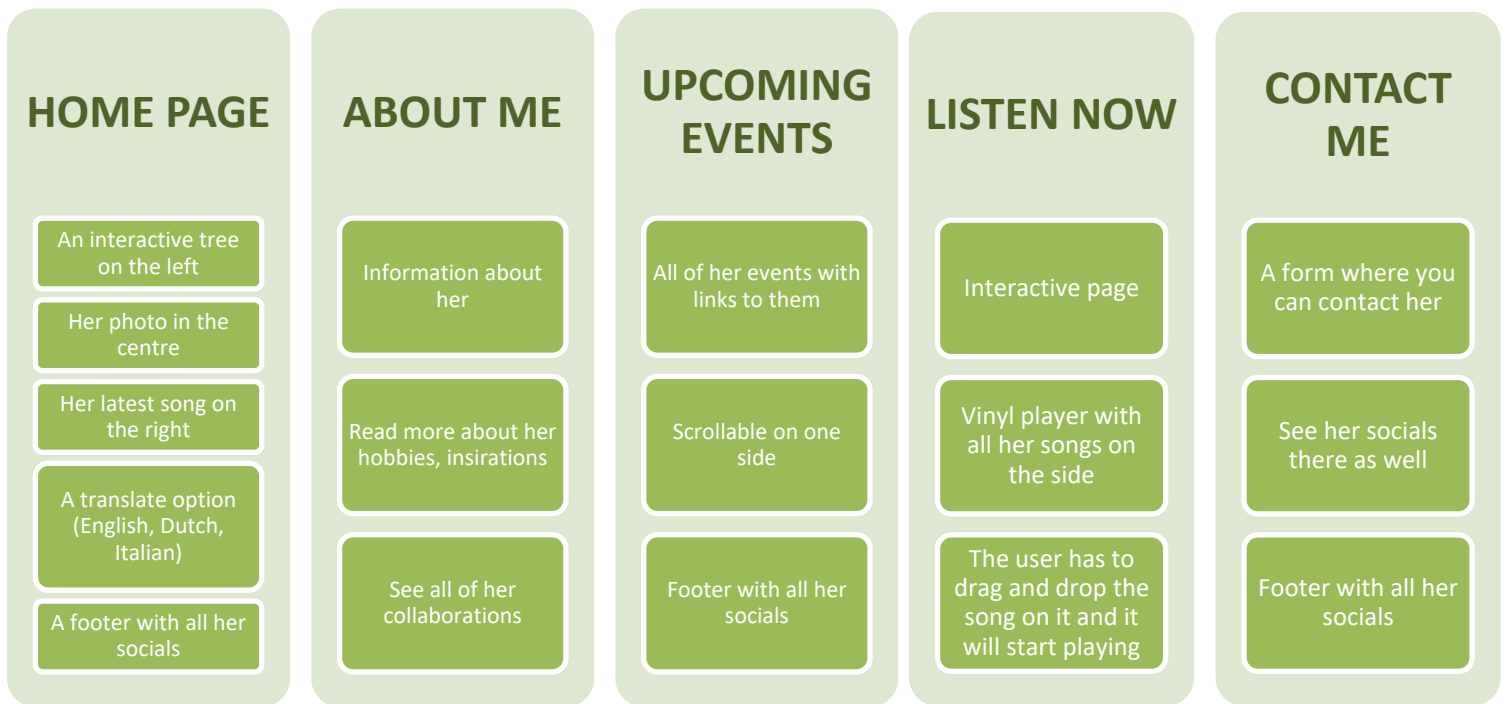 HOME PAGE
An interactive tree
on the left
Her photo in the
centre
Her latest song on
the right
A translate option
(English, Dutch,
Italian)
A footer with all her
socials
ABOUT ME
Information about
her
Read more about her
hobbies, insirations
See all of her
collaborations
UPCOMING
EVENTS
All of her events with
links to them
Scrollable on one
side
Footer with all her
socials
LISTEN NOW
Interactive page
Vinyl player with
all her songs on
the side
The user has to
drag and drop the
song on it and it
will start playing
CONTACT
ME
A form where you
can contact her
See her socials
there as well
Footer with all her
socials